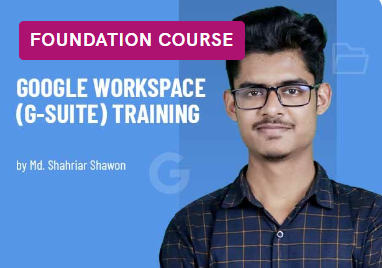 FOUNDATION COURSE
GOOGLE WORKSPACE
(G-SUITE) TRAINING
by Md. Shahriar Shawon
G